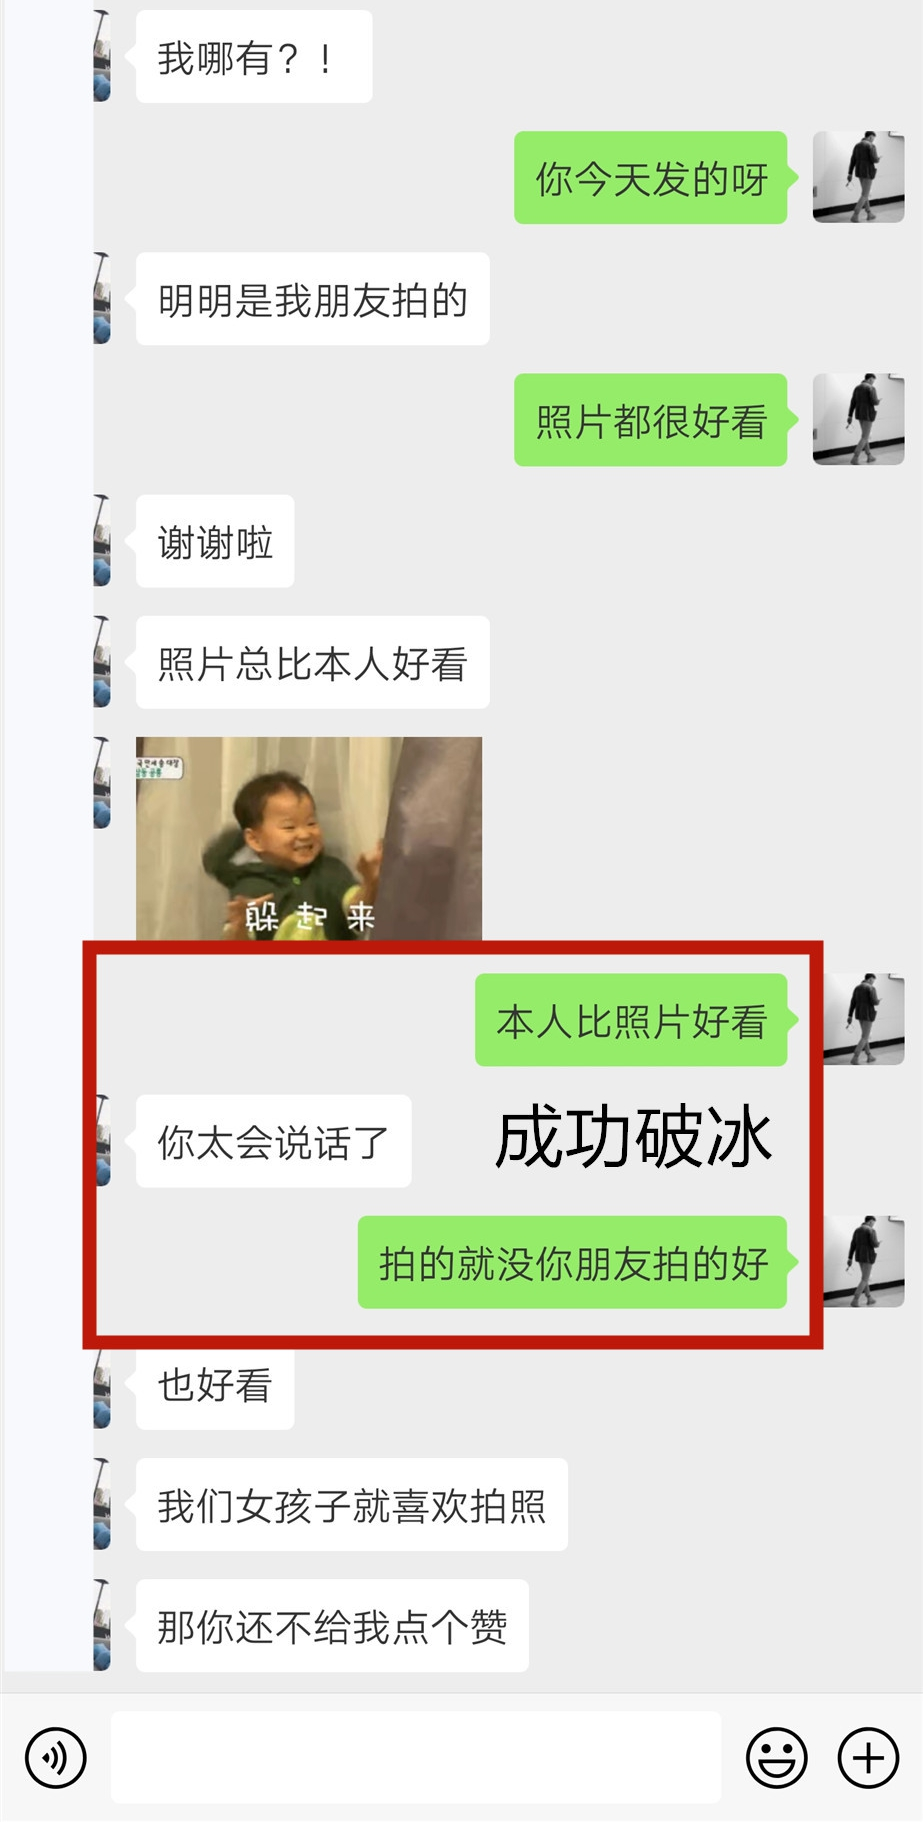 我哪有？！
你今天发的呀
明明是我朋友拍的
照片都很好看
谢谢啦
照片总比本人好看
躲起来
本人比照片好看
你太会说话了
成功破冰
拍的就没你朋友拍的好
也好看
我们女孩子就喜欢拍照
那你还不给我点个赞